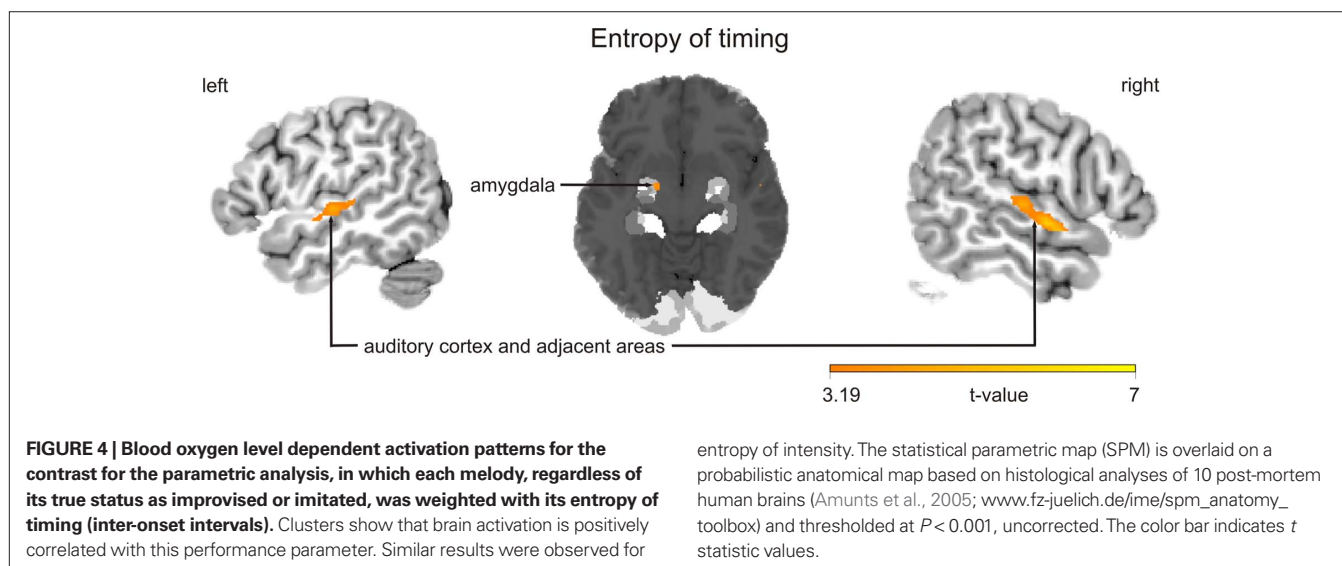 Entropy of timing
left
right
amygdala
auditory cortex and adjacent areas
3.19 t-value 7
FIGURE 4 | Blood oxygen level dependent activation patterns for the
contrast for the parametric analysis, in which each melody, regardless of
its true status as improvised or imitated, was weighted with its entropy of
timing (inter-onset intervals). Clusters show that brain activation is positively
correlated with this performance parameter. Similar results were observed for
entropy of intensity. The statistical parametric map (SPM) is overlaid on a
probabilistic anatomical map based on histological analyses of 10 post-mortem
human brains (Amunts et al., 2005; www.fz-juelich.de/ime/spm_anatomy_
toolbox) and thresholded at P < 0.001, uncorrected. The color bar indicates t
statistic values.